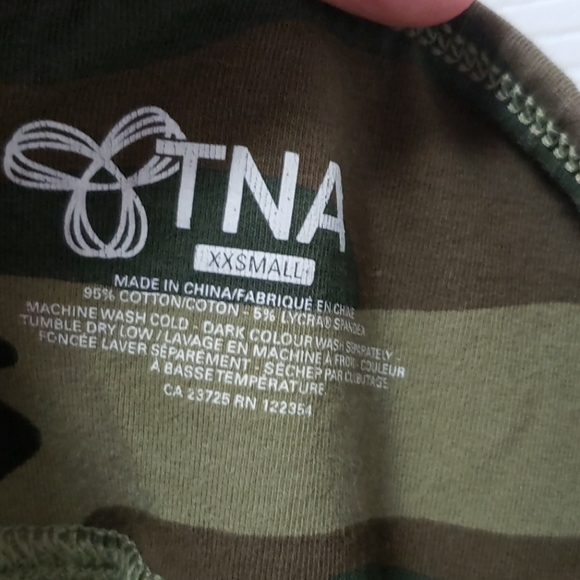 TNA
XXSMALL
MADE IN CHINA/FABRIQUÉ EN CHINE
95% COTTON/COTON - 5% LYCRA® SPANDEX
MACHINE WASH COLD - DARK COLOUR WASH SEPARATELY -
TUMBLE DRY LOW/LAVAGE EN MACHINE À FROID - COULEUR
FONCÉE LAVER SÉPARÉMENT - SÉCHER PAR CULBUTAGE
À BASSE TEMPÉRATURE
CA 23725 RN 122354